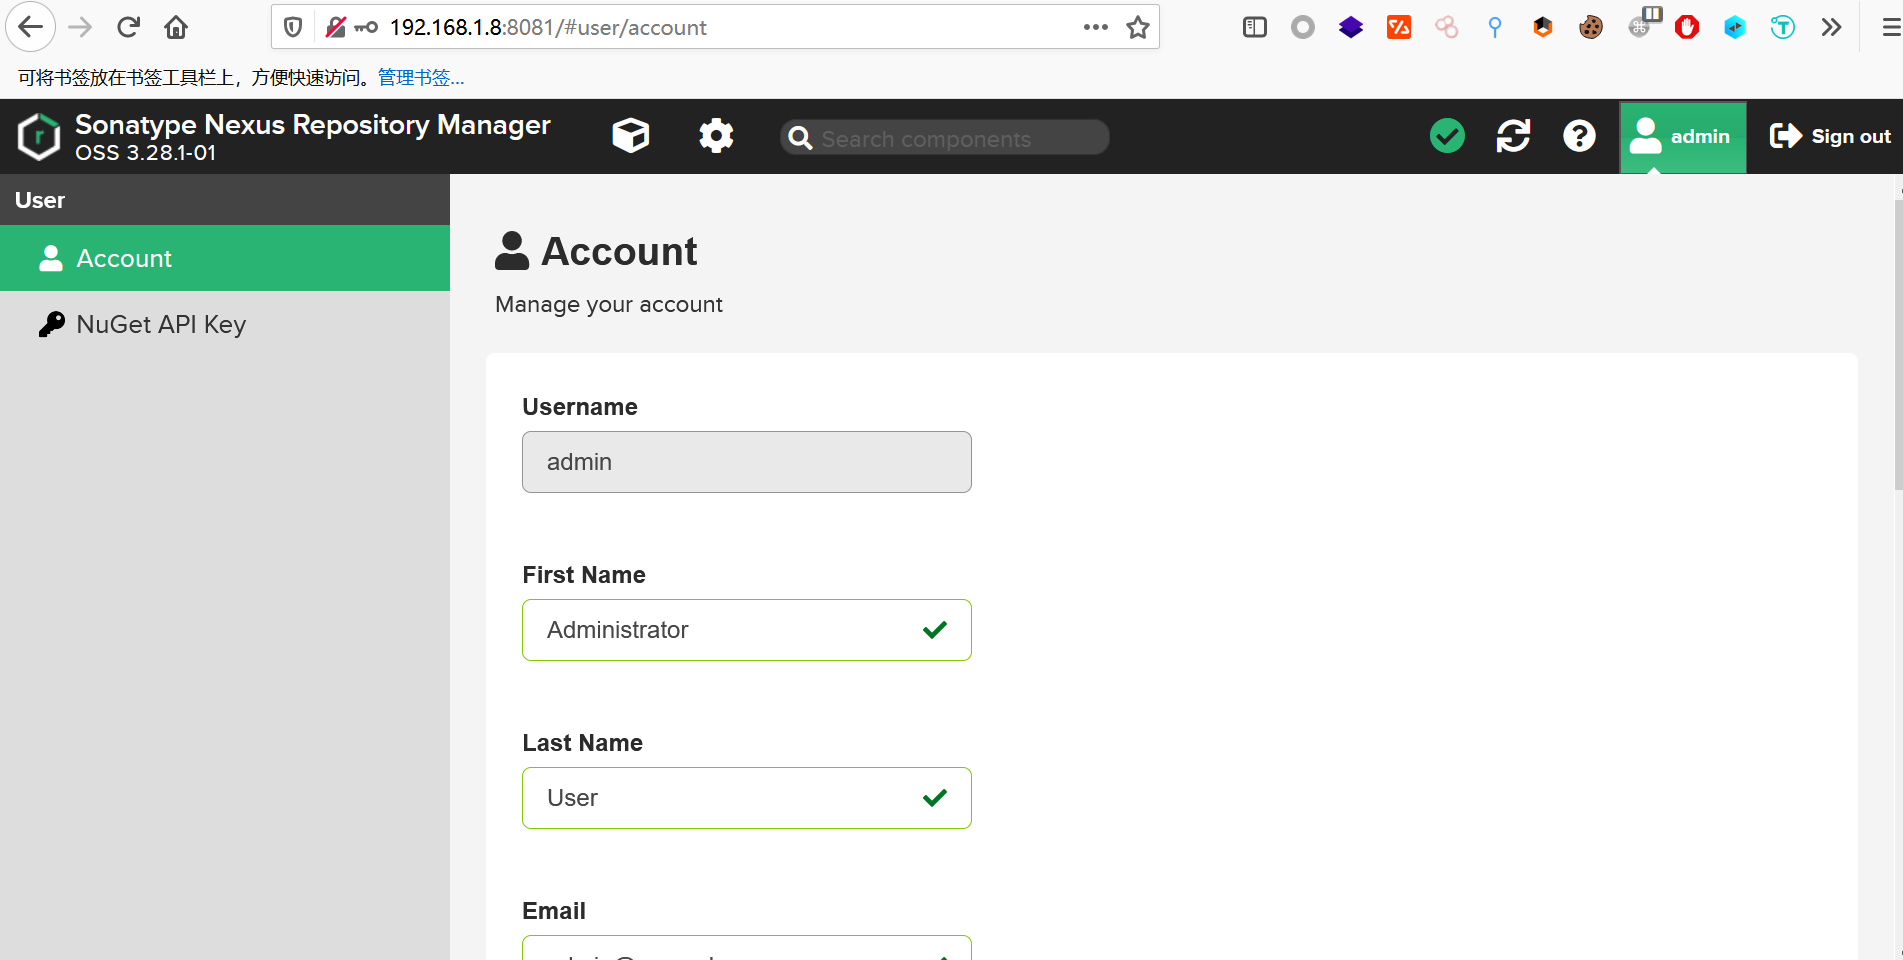 192.168.1.8:8081/#user/account
可将书签放在书签工具栏上，方便快速访问。管理书签...
Sonatype Nexus Repository Manager
OSS 3.28.1-01
Search components
admin
Sign out
User
Account
NuGet API Key
Account
Manage your account
Username
admin
First Name
Administrator
Last Name
User
Email